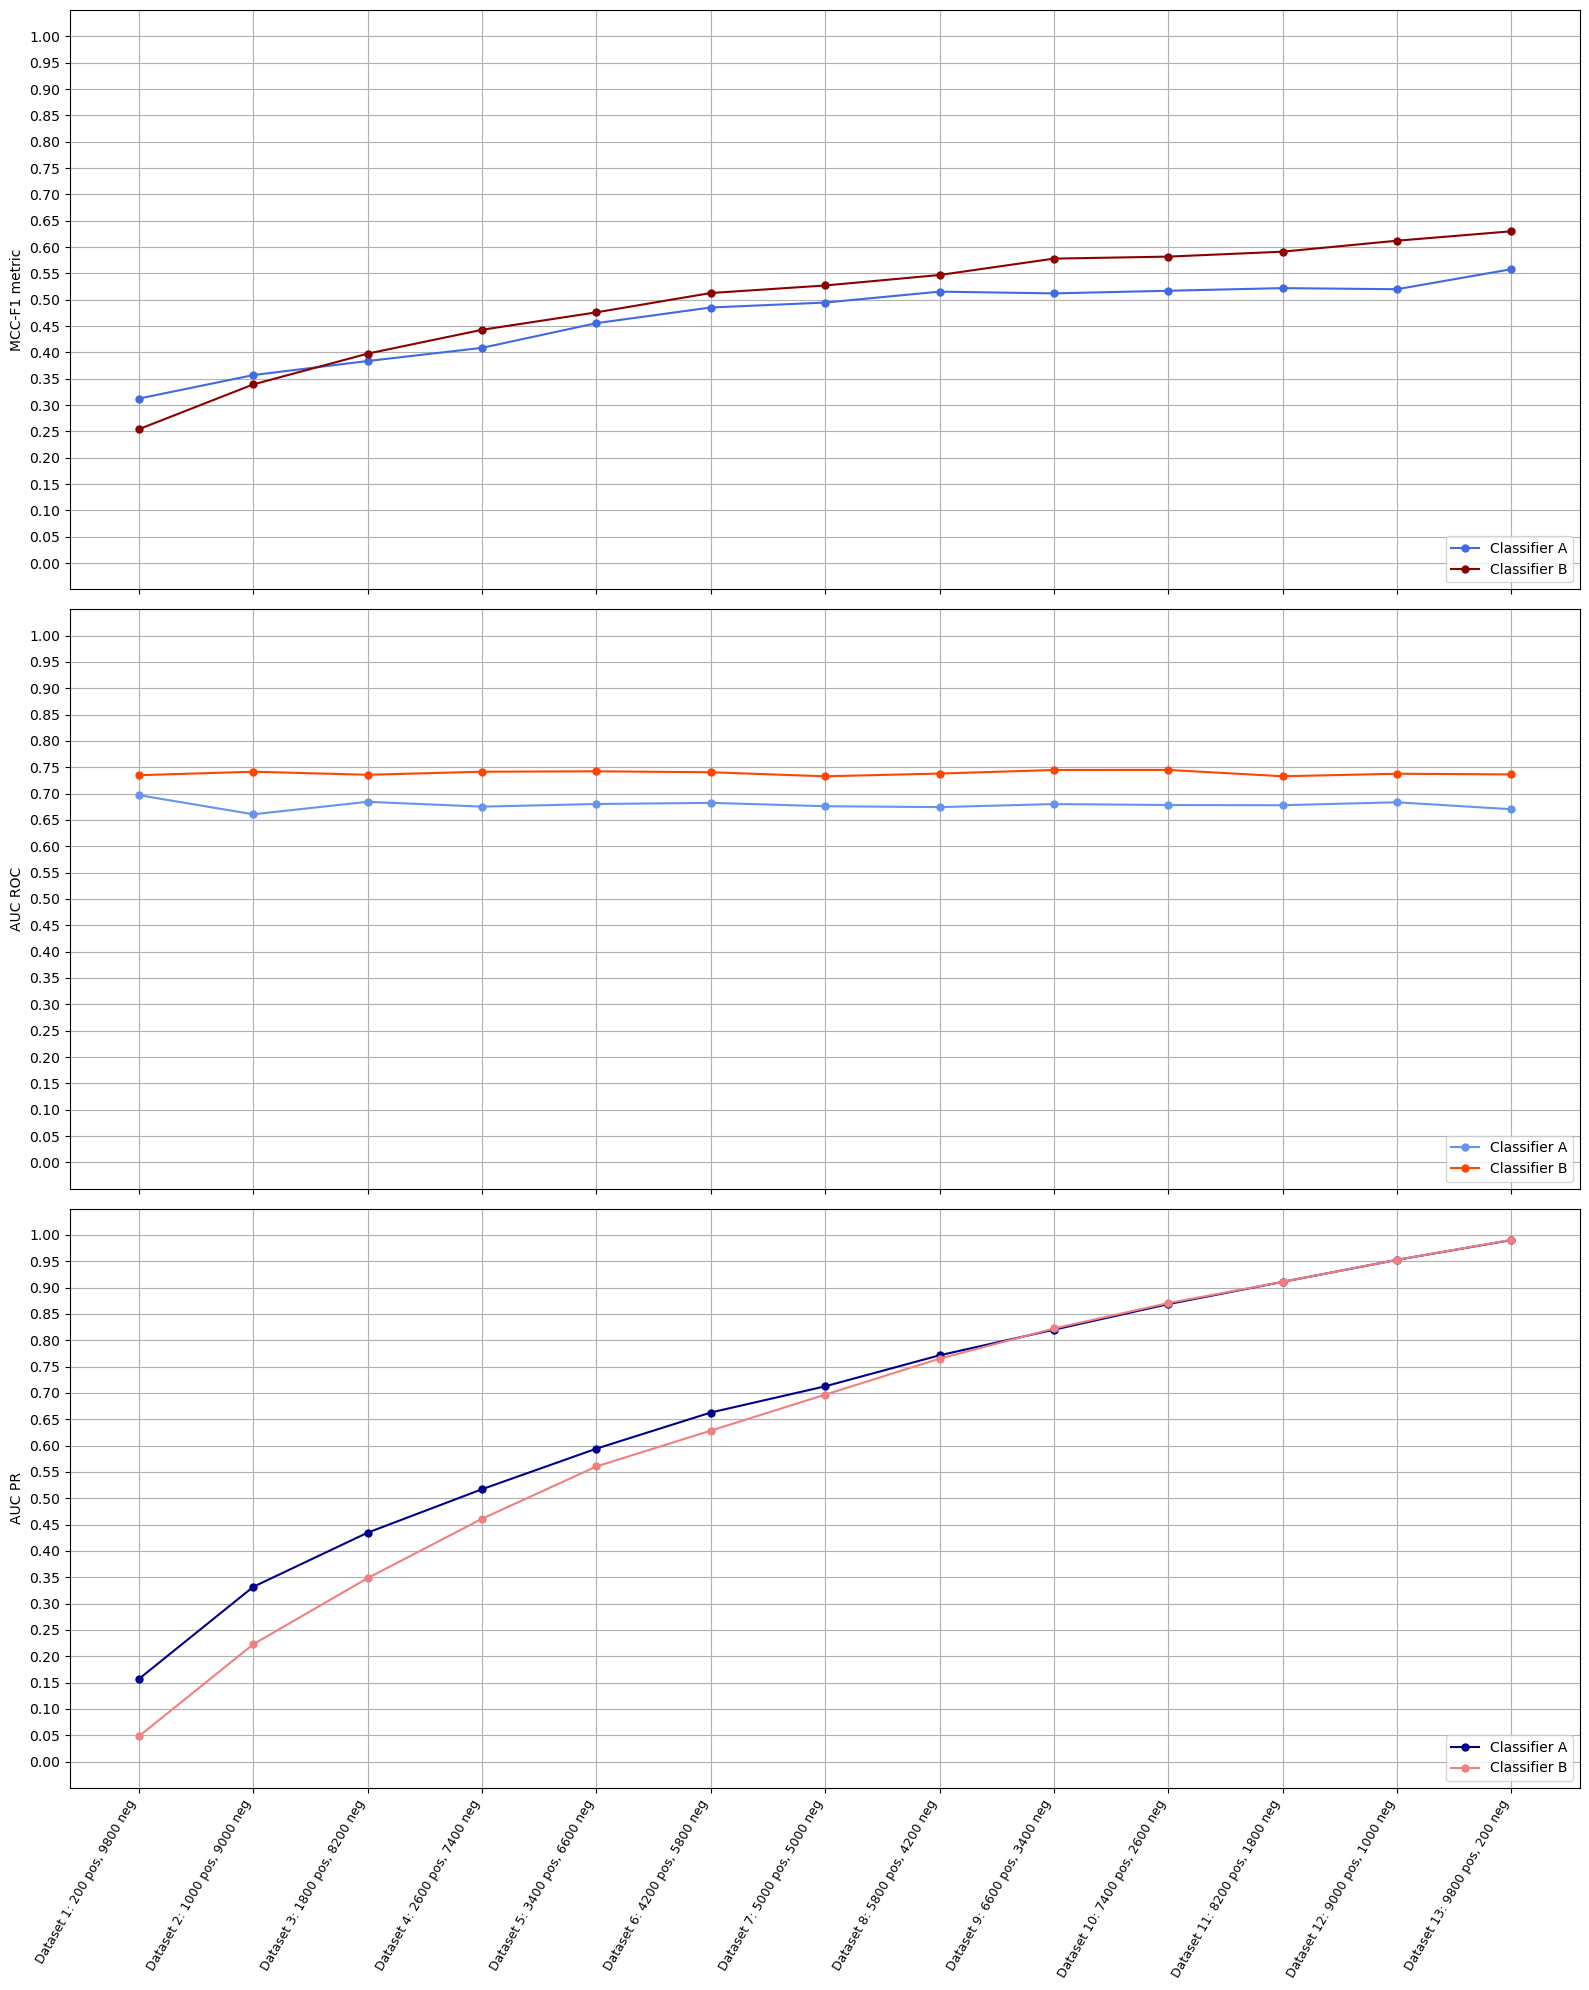 MCC-F1 metric
1.00
0.95
0.90
0.85
0.80
0.75
0.70
0.65
0.60
0.55
0.50
0.45
0.40
0.35
0.30
0.25
0.20
0.15
0.10
0.05
0.00
Classifier A
Classifier B
AUC ROC
1.00
0.95
0.90
0.85
0.80
0.75
0.70
0.65
0.60
0.55
0.50
0.45
0.40
0.35
0.30
0.25
0.20
0.15
0.10
0.05
0.00
Classifier A
Classifier B
AUC PR
1.00
0.95
0.90
0.85
0.80
0.75
0.70
0.65
0.60
0.55
0.50
0.45
0.40
0.35
0.30
0.25
0.20
0.15
0.10
0.05
0.00
Classifier A
Classifier B
Dataset 1: 200 pos, 9800 neg
Dataset 2: 1000 pos, 9000 neg
Dataset 3: 1800 pos, 8200 neg
Dataset 4: 2600 pos, 7400 neg
Dataset 5: 3400 pos, 6600 neg
Dataset 6: 4200 pos, 5800 neg
Dataset 7: 5000 pos, 5000 neg
Dataset 8: 5800 pos, 4200 neg
Dataset 9: 6600 pos, 3400 neg
Dataset 10: 7400 pos, 2600 neg
Dataset 11: 8200 pos, 1800 neg
Dataset 12: 9000 pos, 1000 neg
Dataset 13: 9800 pos, 200 neg